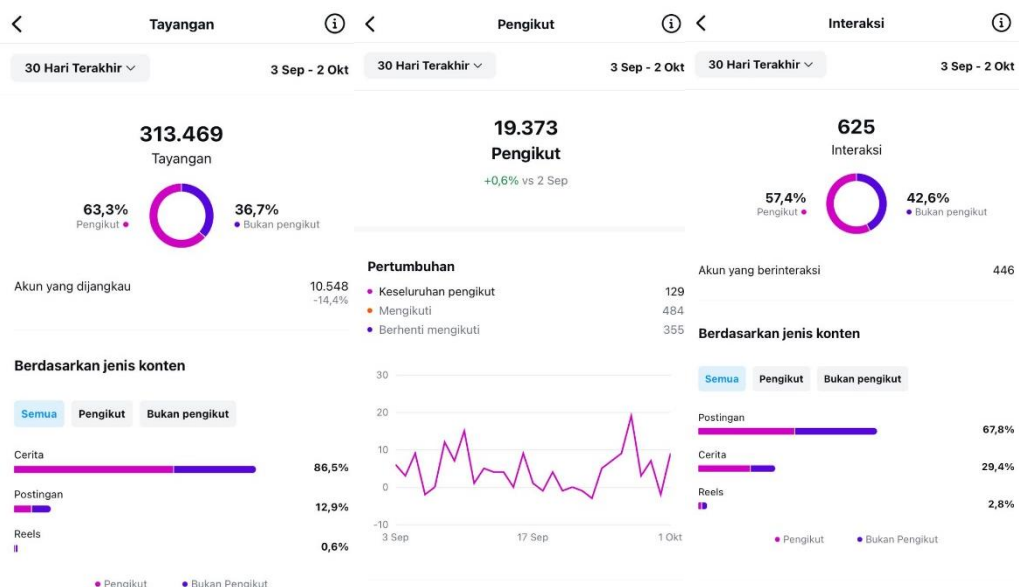 Tayangan
30 Hari Terakhir
3 Sep - 2 Okt
313.469
Tayangan
63,3%
Pengikut
36,7%
Bukan pengikut
Akun yang dijangkau
10.548
-14,4%
Berdasarkan jenis konten
Semua
Pengikut
Bukan pengikut
Cerita
86,5%
Postingan
12,9%
Reels
0,6%
Pengikut
Bukan Pengikut
Pengikut
30 Hari Terakhir
3 Sep - 2 Okt
19.373
Pengikut
+0,6% vs 2 Sep
Pertumbuhan
Keseluruhan pengikut
129
Mengikuti
484
Berhenti mengikuti
355
30
20
10
0
-10
3 Sep
17 Sep
1 Okt
Interaksi
30 Hari Terakhir
3 Sep - 2 Okt
625
Interaksi
57,4%
Pengikut
42,6%
Bukan pengikut
Akun yang berinteraksi
446
Berdasarkan jenis konten
Semua
Pengikut
Bukan pengikut
Postingan
67,8%
Cerita
29,4%
Reels
2,8%
Pengikut
Bukan Pengikut